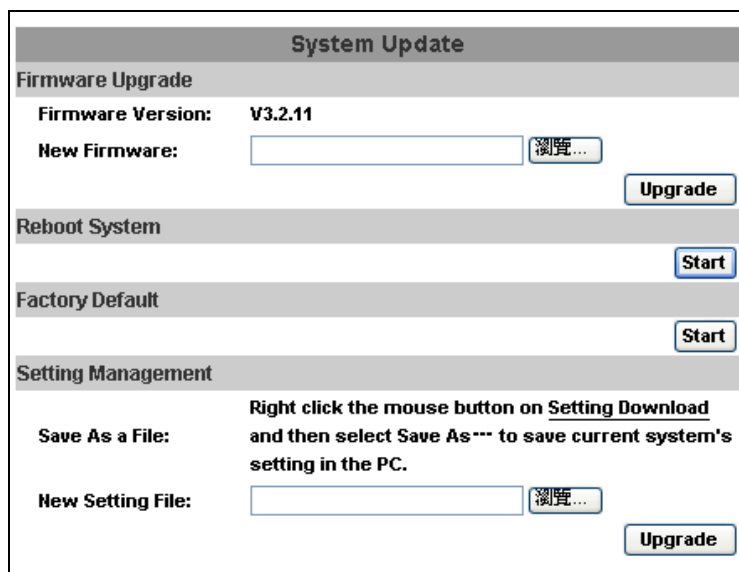 System Update
Firmware Upgrade
Firmware Version: V3.2.11
New Firmware: 瀏覽...
Upgrade
Reboot System
Start
Factory Default
Start
Setting Management
Right click the mouse button on Setting Download
Save As a File: and then select Save As··· to save current system's
setting in the PC.
New Setting File: 瀏覽...
Upgrade